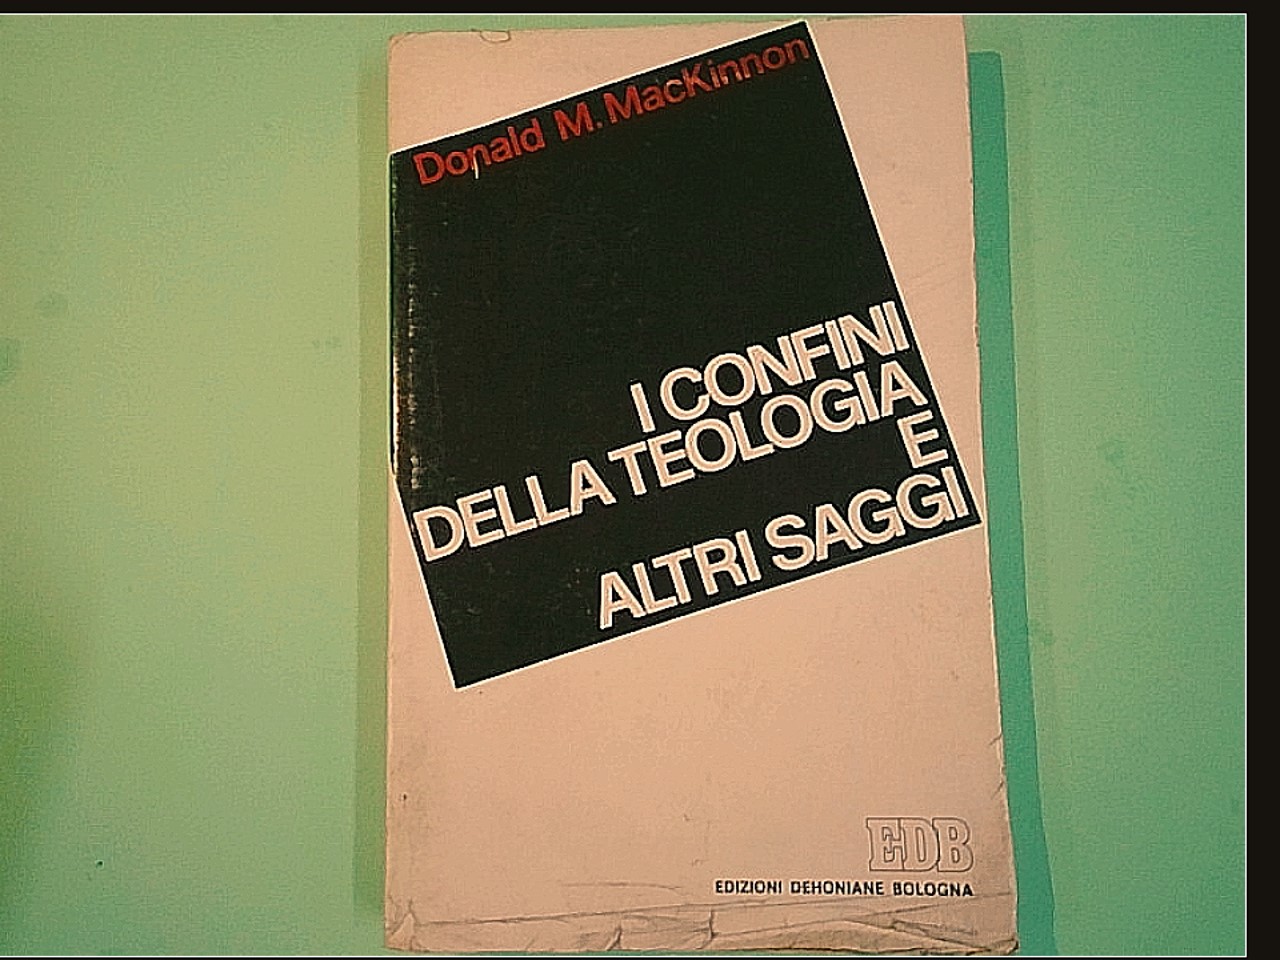 Donald M. MacKinnon
I CONFINI
DELLA TEOLOGIA
E
ALTRI SAGGI
EDB
EDIZIONI DEHONIANE BOLOGNA